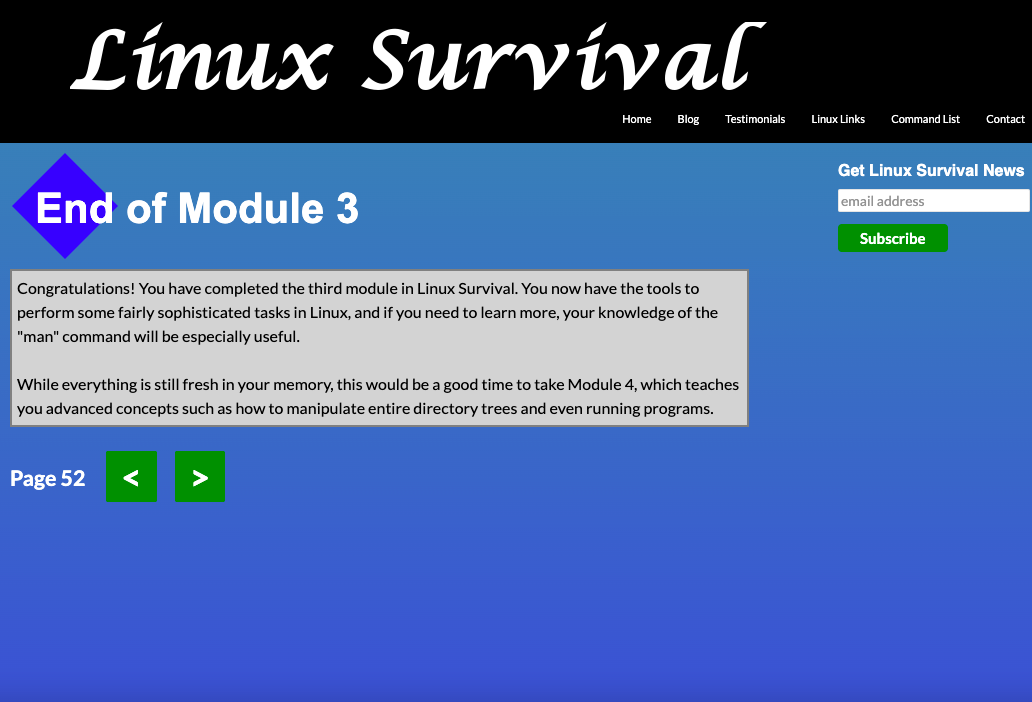 Linux Survival
Home Blog Testimonials Linux Links Command List Contact
End of Module 3
Get Linux Survival News
email address
Subscribe
Congratulations! You have completed the third module in Linux Survival. You now have the tools to
perform some fairly sophisticated tasks in Linux, and if you need to learn more, your knowledge of the
"man" command will be especially useful.
While everything is still fresh in your memory, this would be a good time to take Module 4, which teaches
you advanced concepts such as how to manipulate entire directory trees and even running programs.
Page 52 < >